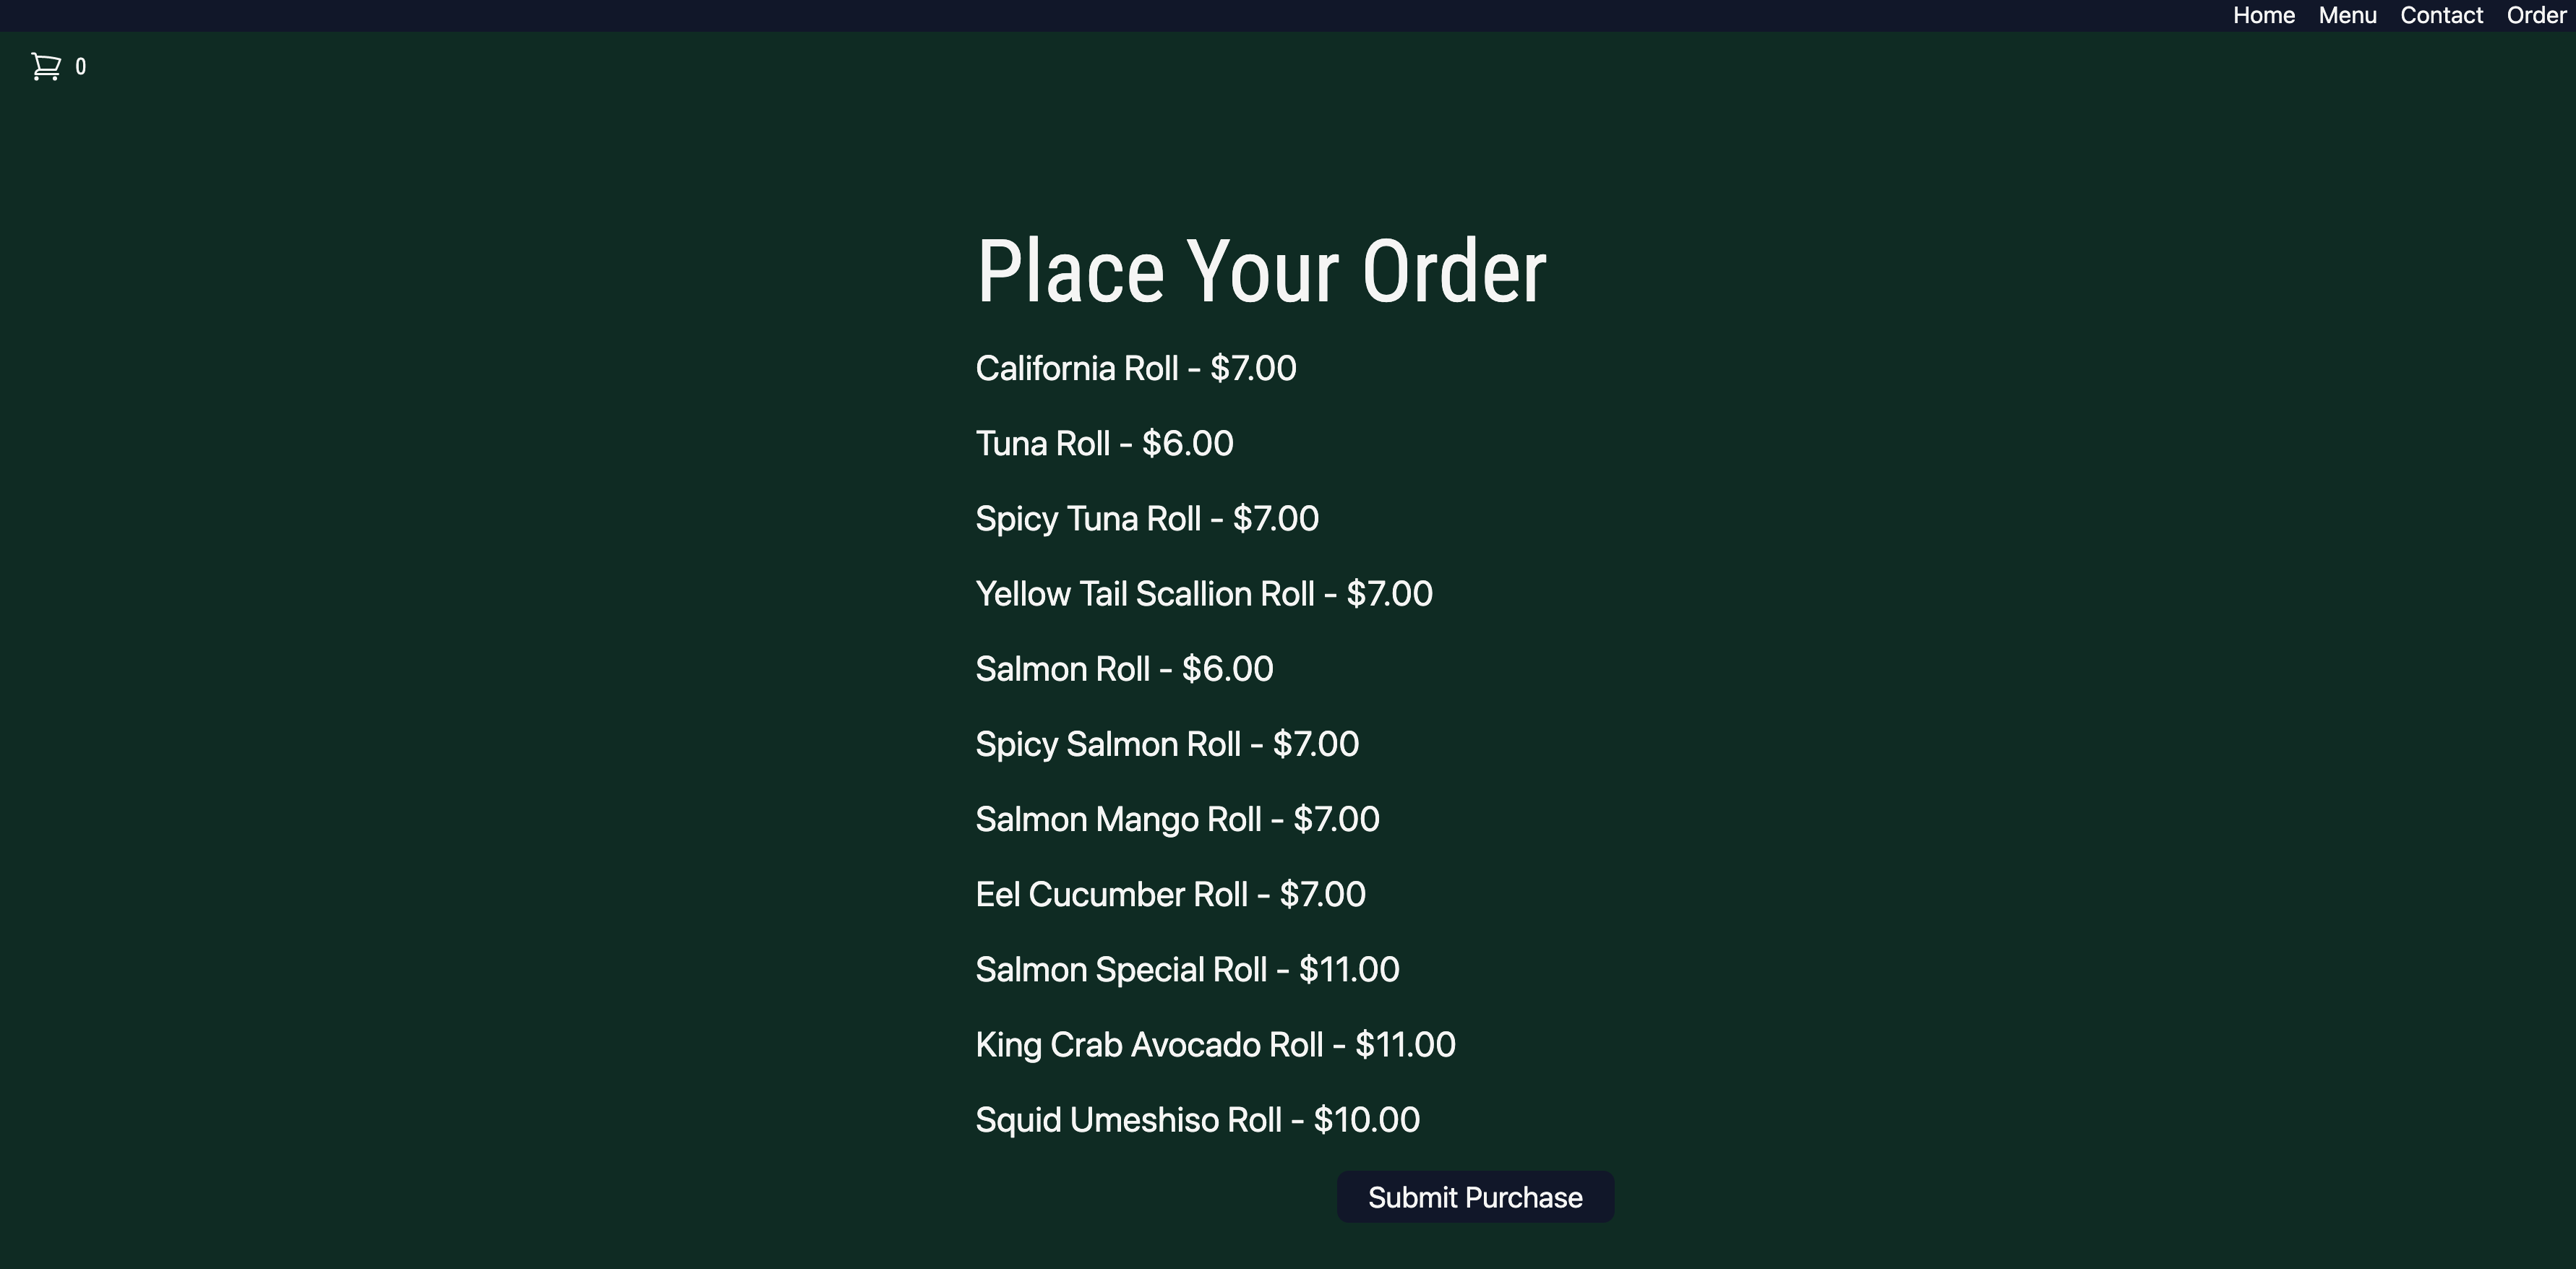 Home Menu Contact Order
0
Place Your Order
California Roll - $7.00
Tuna Roll - $6.00
Spicy Tuna Roll - $7.00
Yellow Tail Scallion Roll - $7.00
Salmon Roll - $6.00
Spicy Salmon Roll - $7.00
Salmon Mango Roll - $7.00
Eel Cucumber Roll - $7.00
Salmon Special Roll - $11.00
King Crab Avocado Roll - $11.00
Squid Umeshiso Roll - $10.00
Submit Purchase